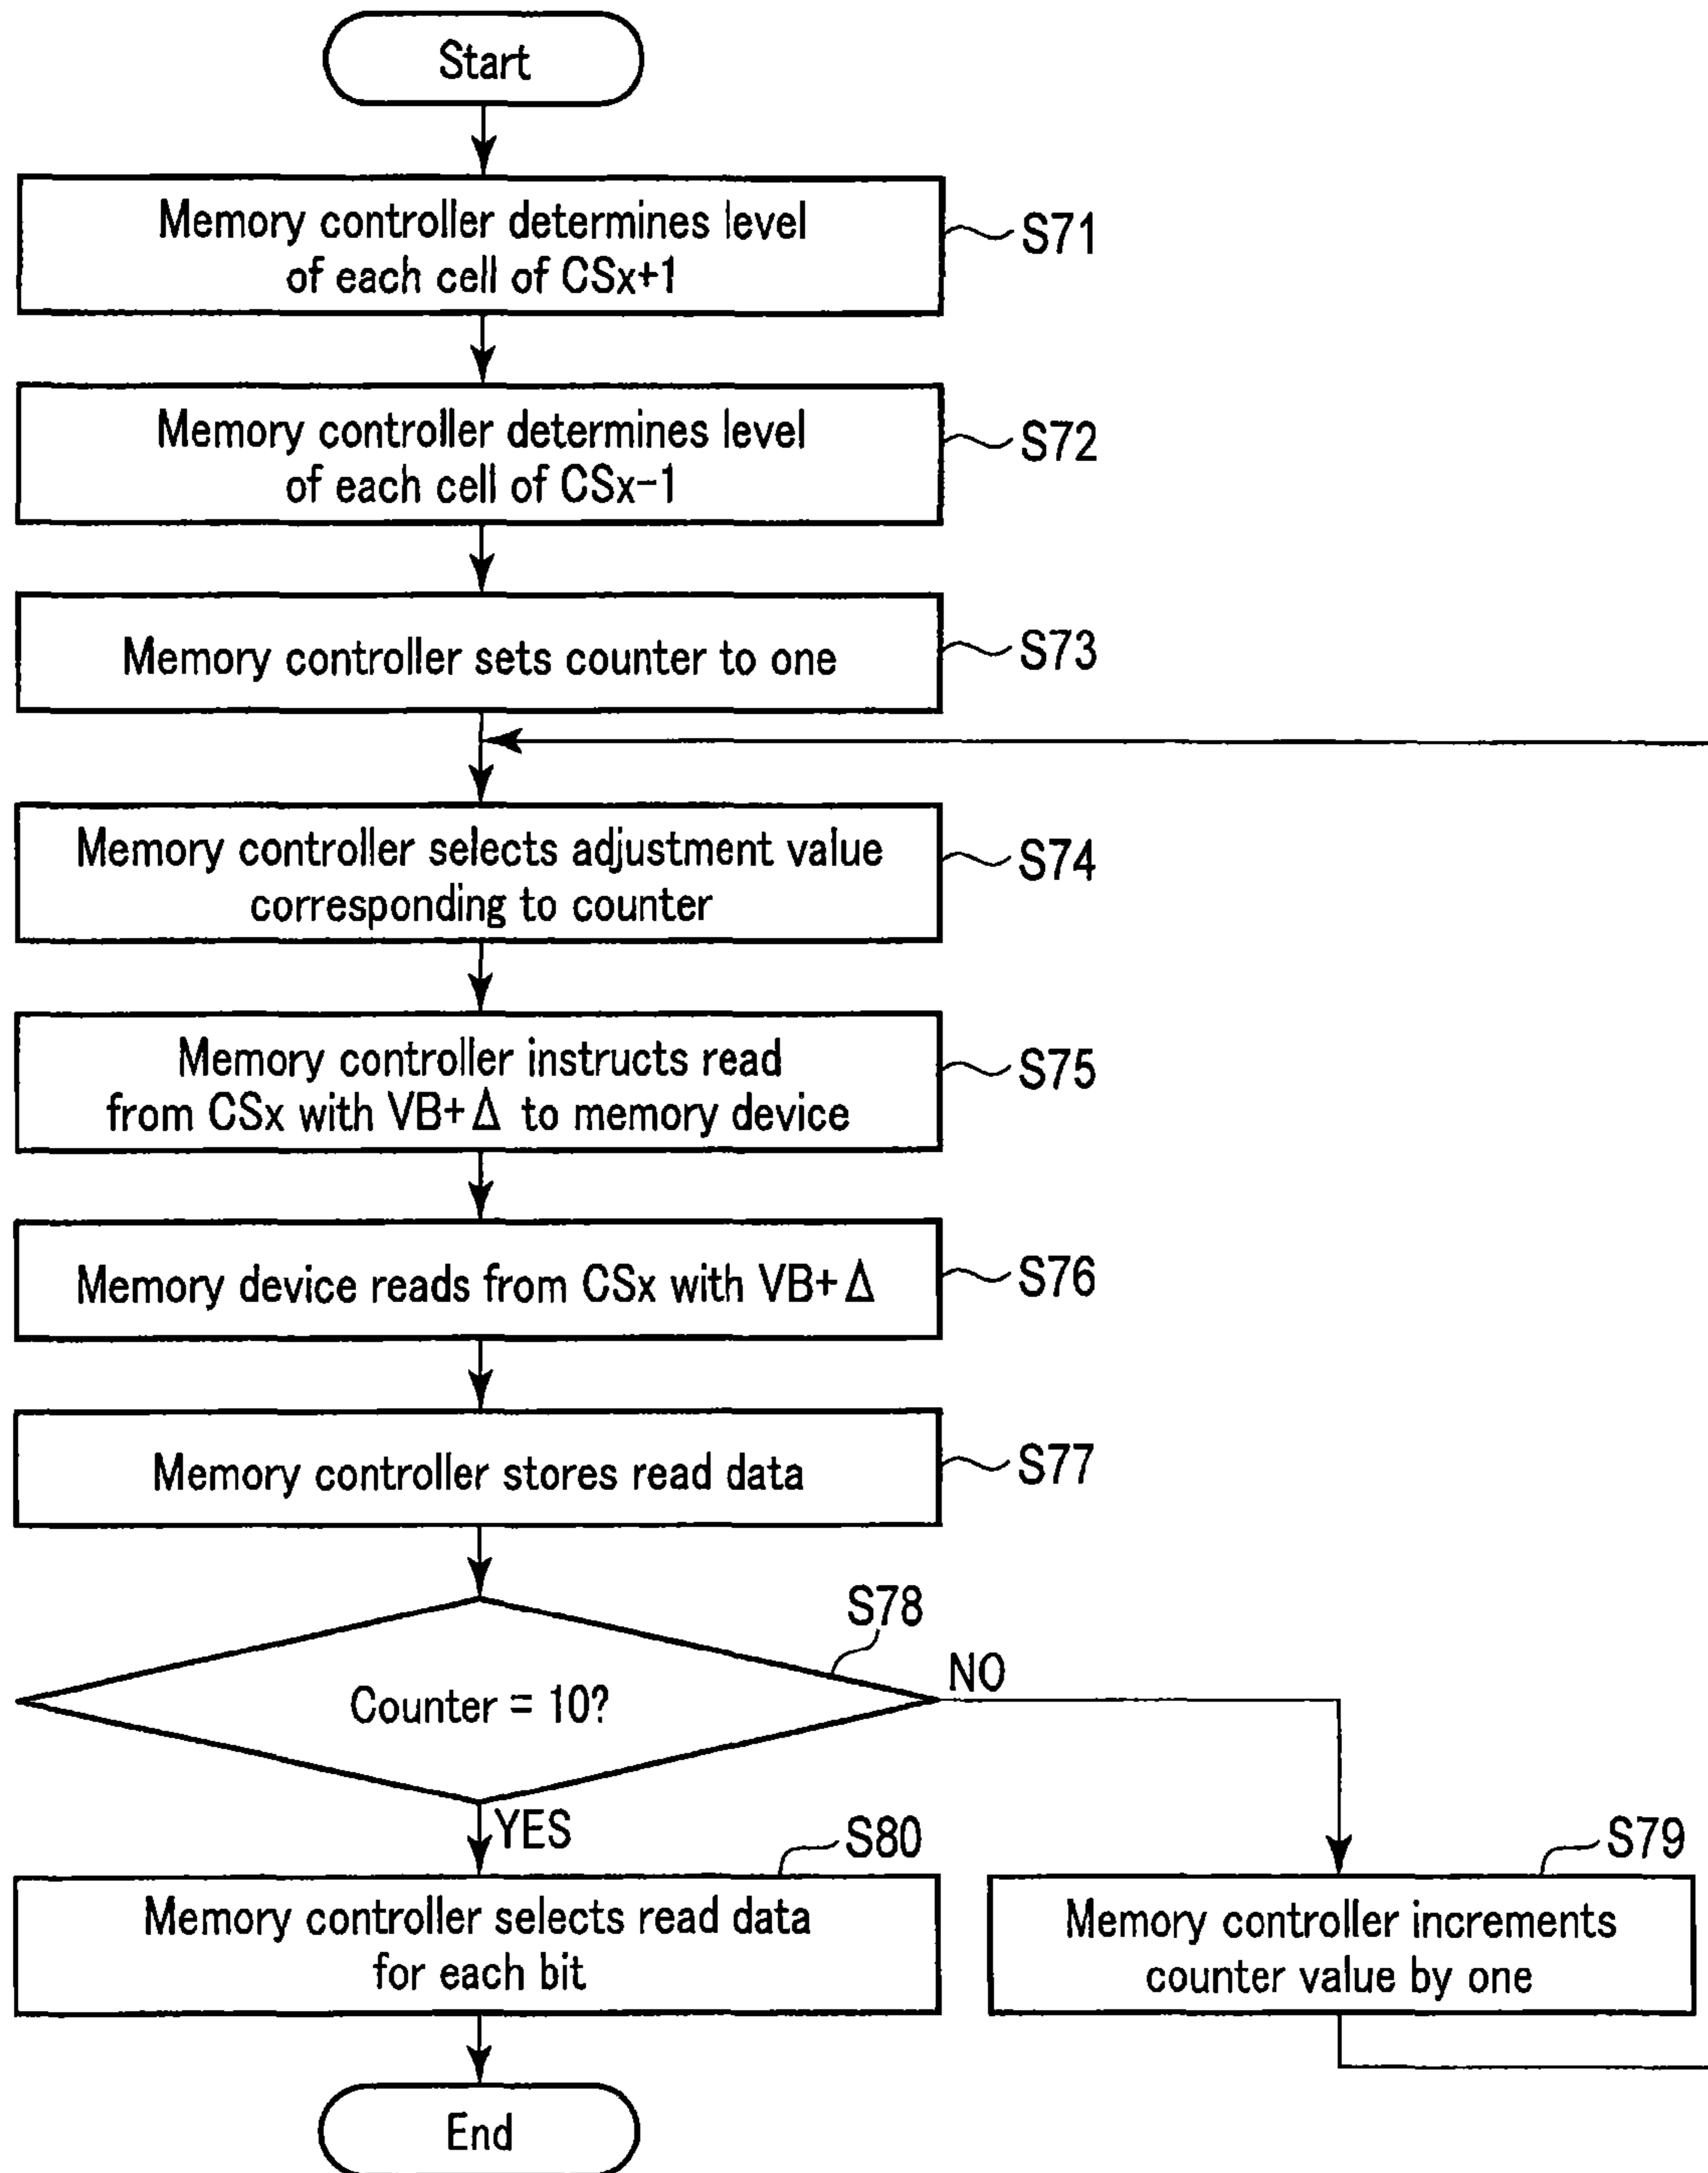 Start
Memory controller determines level
of each cell of CSx+1
S71
Memory controller determines level
of each cell of CSx-1
S72
Memory controller sets counter to one
S73
Memory controller selects adjustment value
corresponding to counter
S74
Memory controller instructs read
from CSx with VB+Δ to memory device
S75
Memory device reads from CSx with VB+Δ
S76
Memory controller stores read data
S77
S78
Counter = 10?
NO
YES
S80
Memory controller selects read data
for each bit
S79
Memory controller increments
counter value by one
End